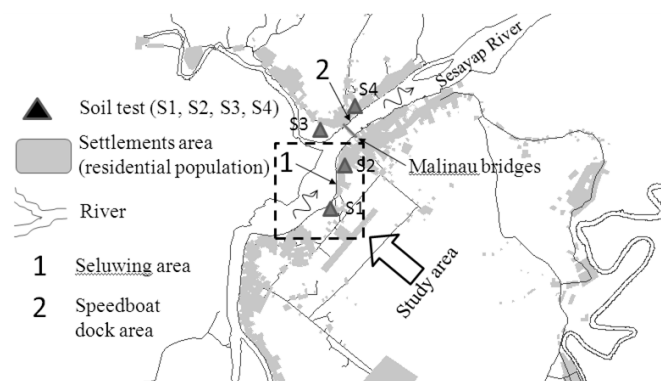 Soil test (S1, S2, S3, S4)
Settlements area
(residential population)
River
1 Seluwing area
2 Speedboat
dock area
Sesayap River
2
S4
S3
Malinau bridges
1
S2
S1
Study area